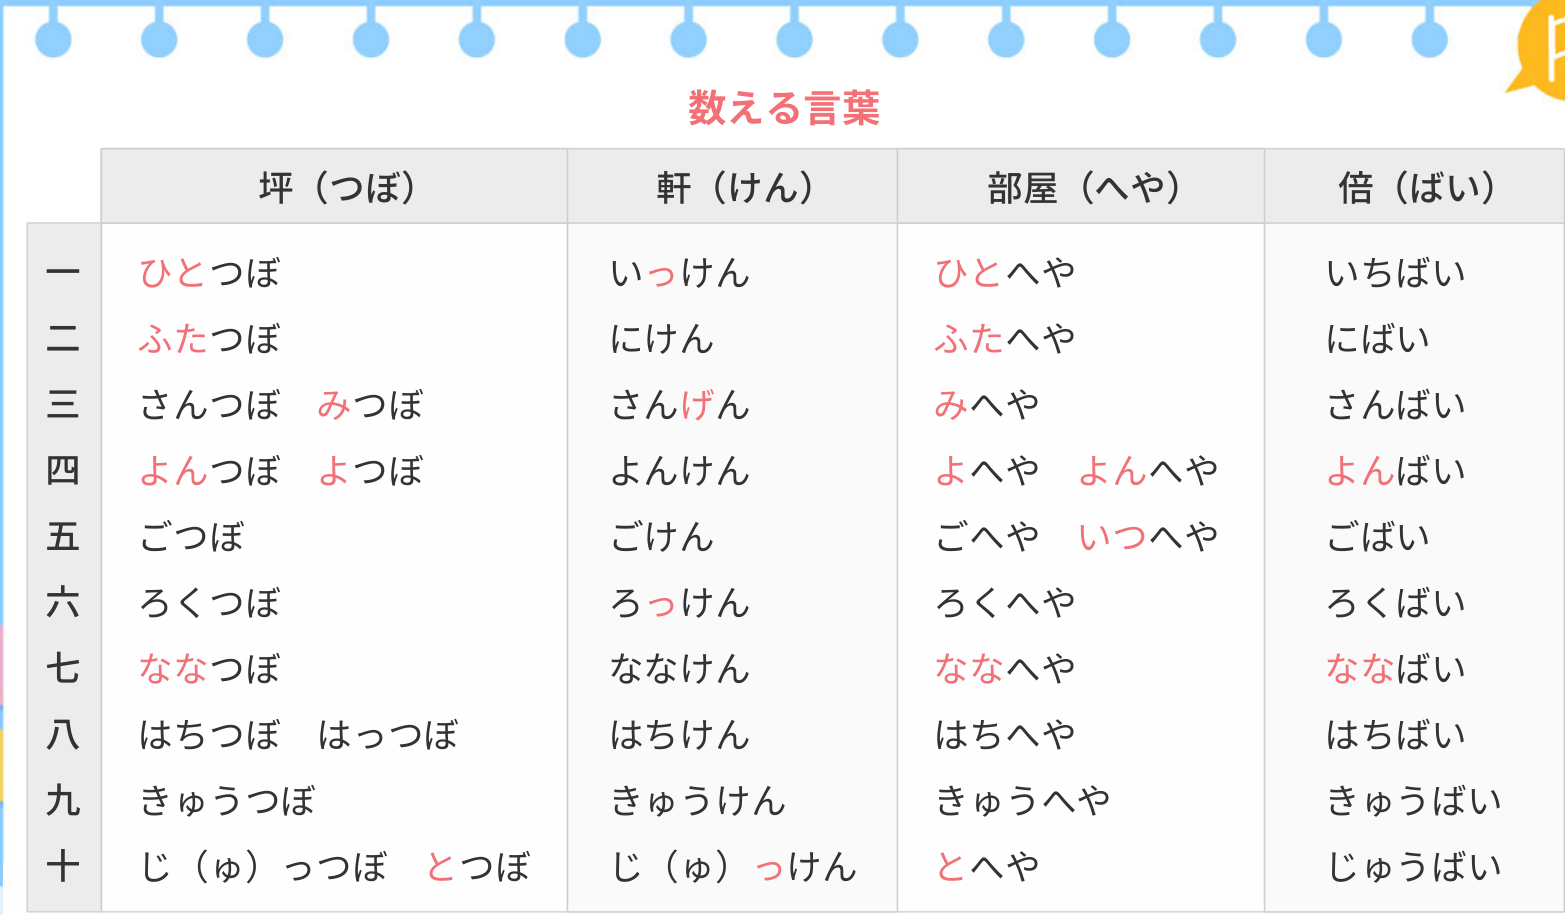 数える言葉
坪（つぼ） 軒（けん） 部屋（へや） 倍（ばい）
一 ひとつぼ いっけん ひとへや いちばい
二 ふたつぼ にけん ふたへや にばい
三 さんつぼ みつぼ さんげん みへや さんばい
四 よんつぼ よつぼ よんけん よへや よんへや よんばい
五 ごつぼ ごけん ごへや いつへや ごばい
六 ろくつぼ ろっけん ろくへや ろくばい
七 ななつぼ ななけん ななへや ななばい
八 はちつぼ はっつぼ はちけん はちへや はちばい
九 きゅうつぼ きゅうけん きゅうへや きゅうばい
十 じ（ゅ）っつぼ とつぼ じ（ゅ）っけん とへや じゅうばい